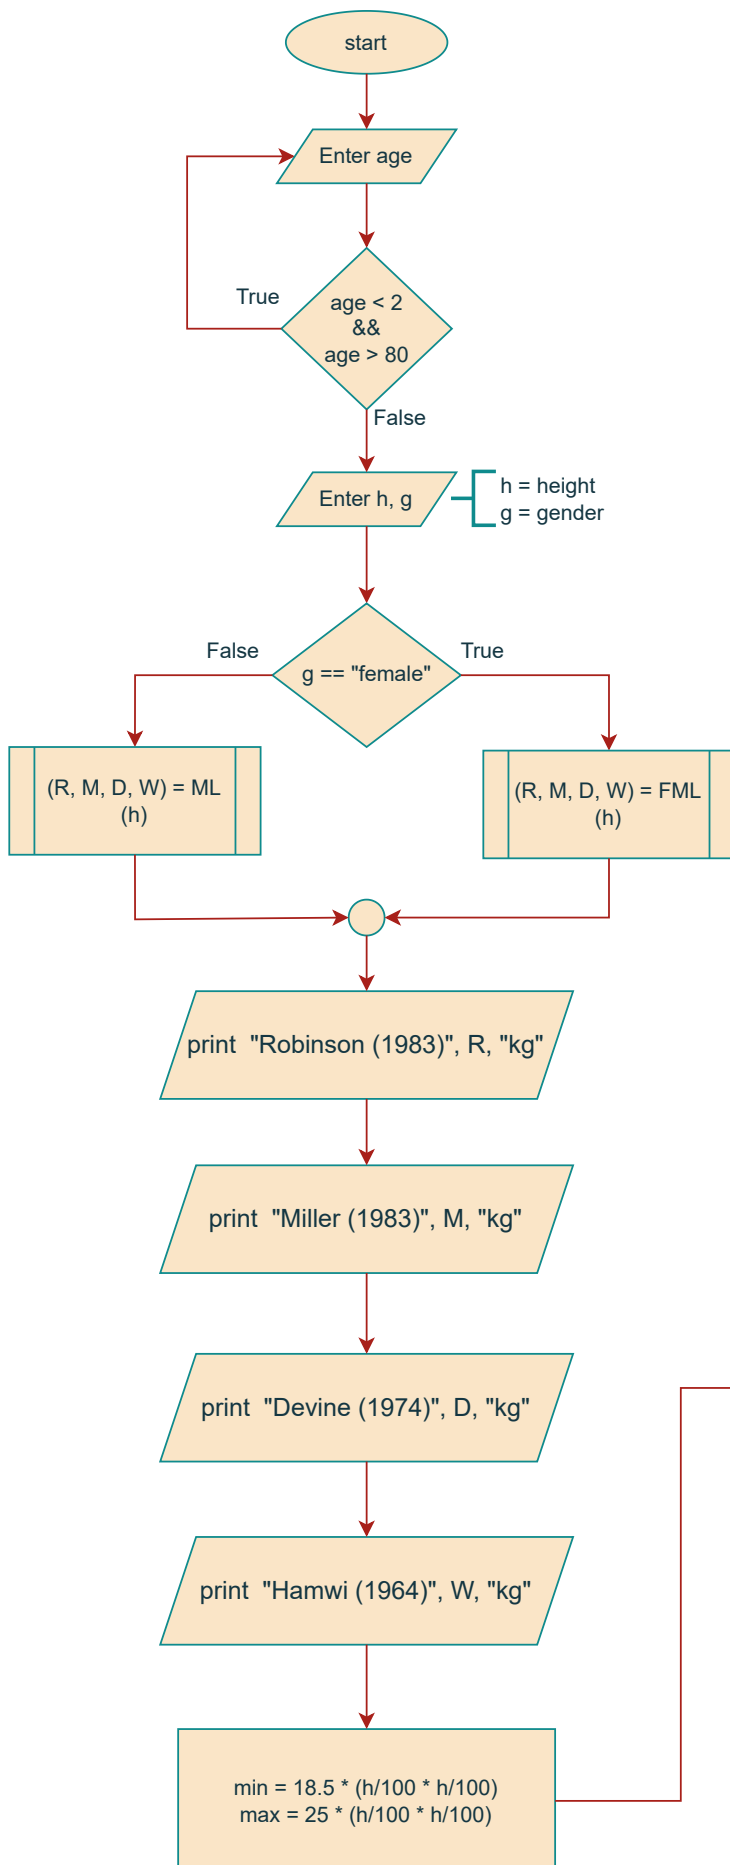 start
Enter age
True
age < 2
&&
age > 80
False
Enter h, g
h = height
g = gender
False
g == "female"
True
(R, M, D, W) = ML
(h)
(R, M, D, W) = FML
(h)
print  "Robinson (1983)", R, "kg"
print  "Miller (1983)", M, "kg"
print  "Devine (1974)", D, "kg"
print  "Hamwi (1964)", W, "kg"
min = 18.5 * (h/100 * h/100)
max = 25 * (h/100 * h/100)